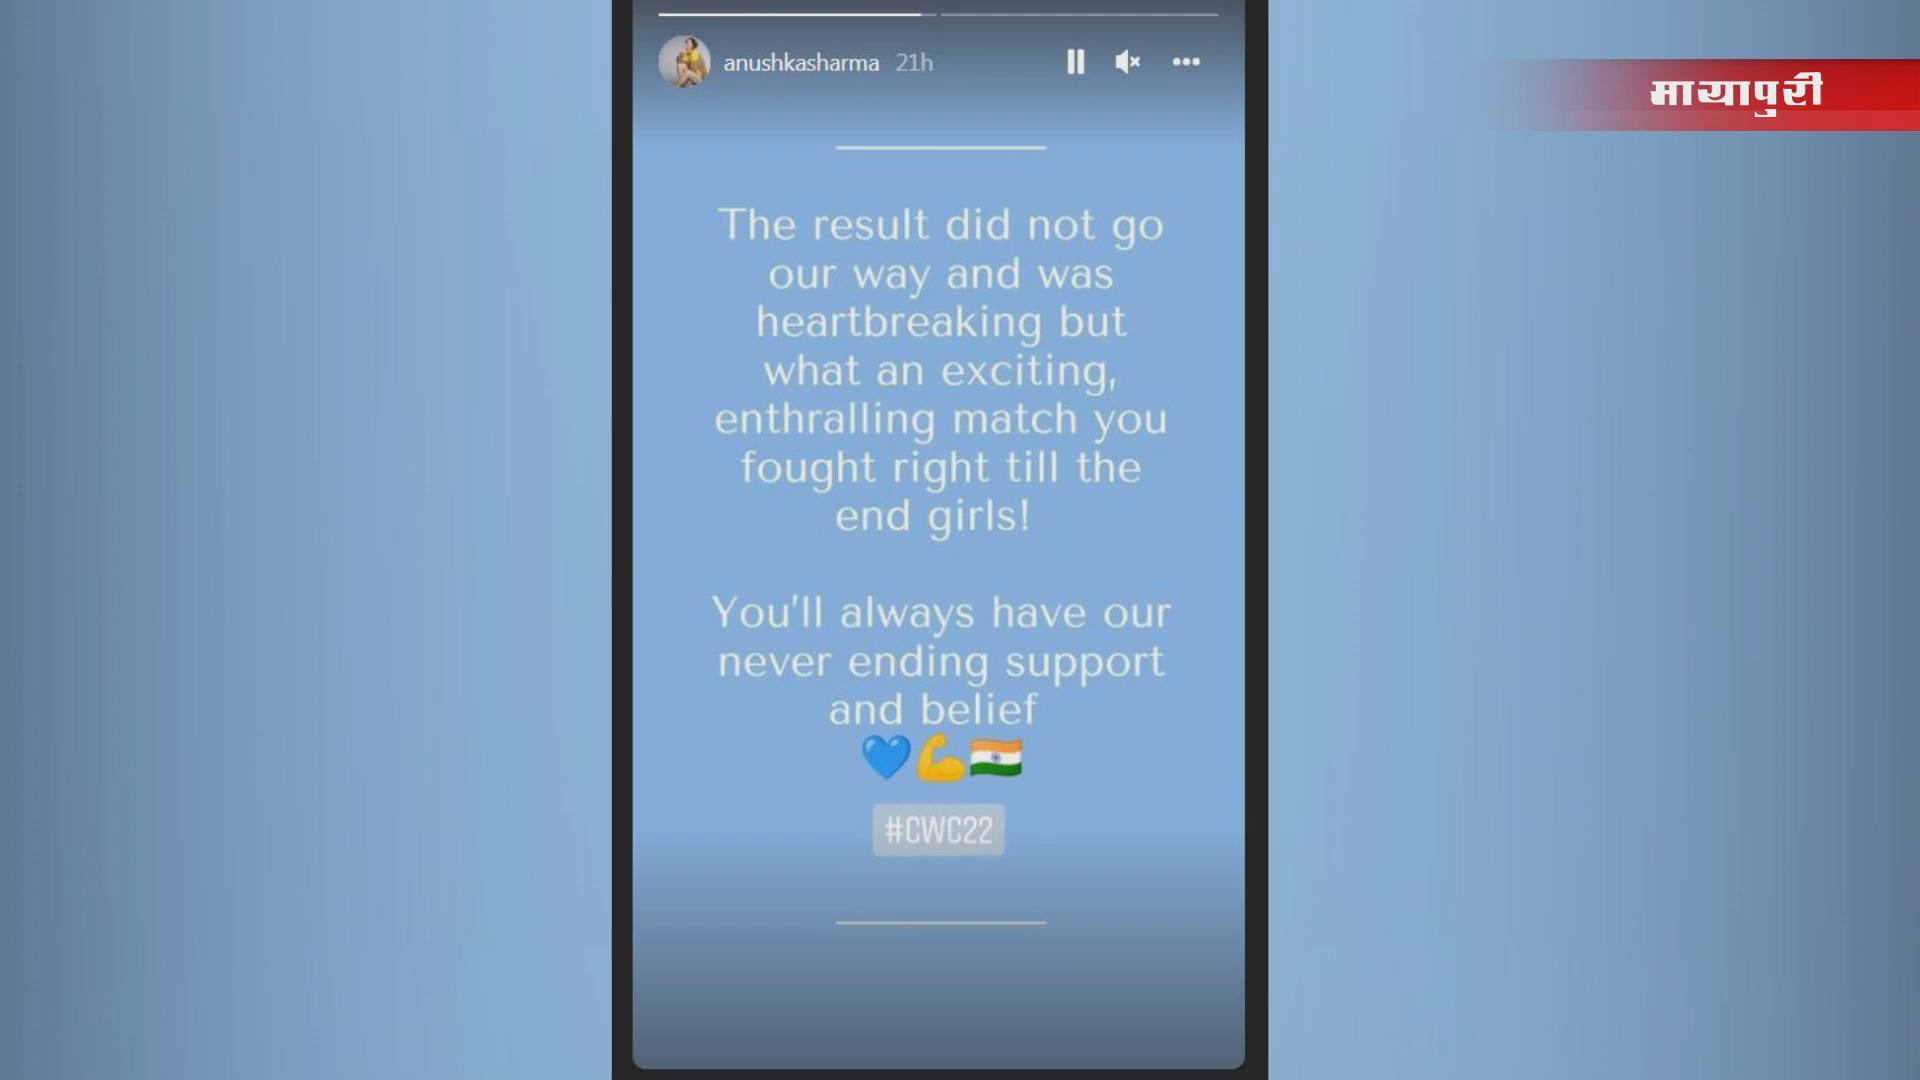 anushkasharma 21h
मायापुरी
The result did not go
our way and was
heartbreaking but
what an exciting,
enthralling match you
fought right till the
end girls!
You'll always have our
never ending support
and belief
💙💪🇮🇳
#CWC22